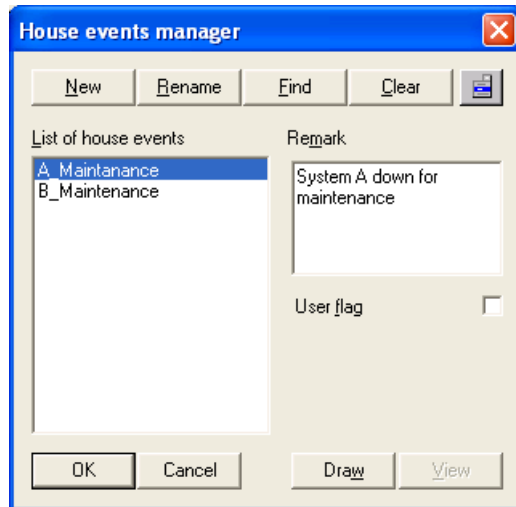 House events manager
New Rename Find Clear
List of house events Remark
A_Maintanance
B_Maintenance
System A down for
maintenance
User flag
OK Cancel Draw View